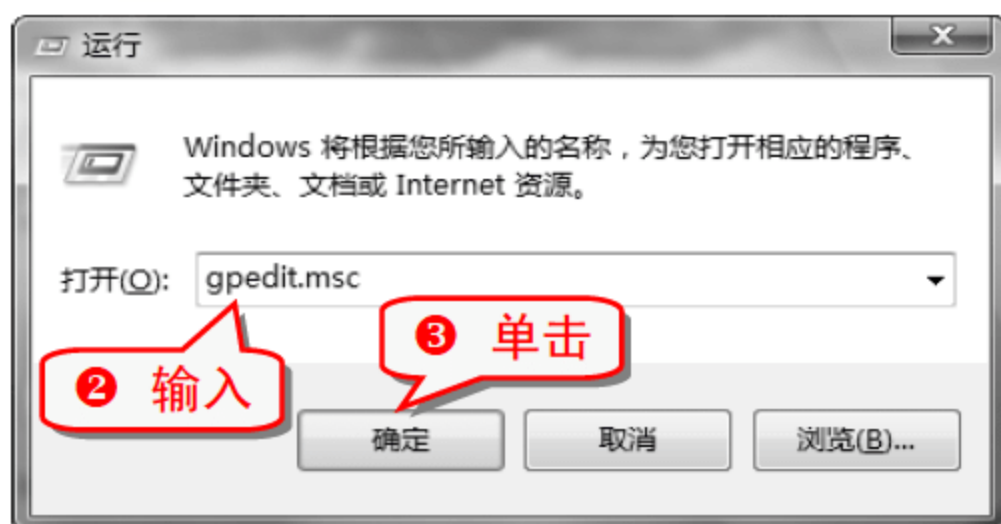 运行
Windows 将根据您所输入的名称，为您打开相应的程序、
文件夹、文档或 Internet 资源。
打开(O): gpedit.msc
❸ 单击
❷ 输入
确定 取消 浏览(B)...